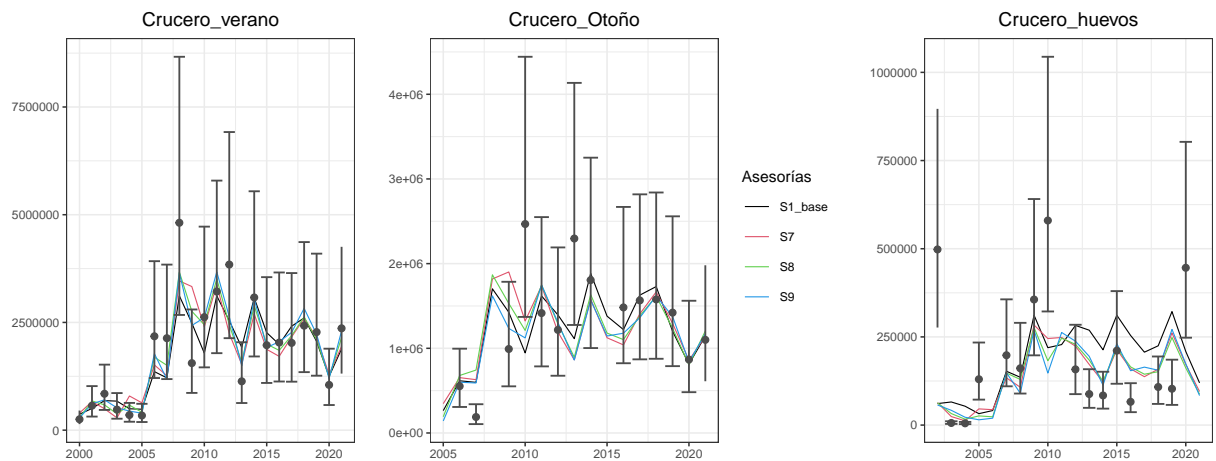 Crucero_verano
7500000
5000000
2500000
0
2000
2005
2010
2015
2020
Crucero_Otoño
4e+06
3e+06
2e+06
1e+06
0e+00
2005
2010
2015
2020
Asesorías
S1_base
S7
S8
S9
Crucero_huevos
1000000
750000
500000
250000
0
2005
2010
2015
2020